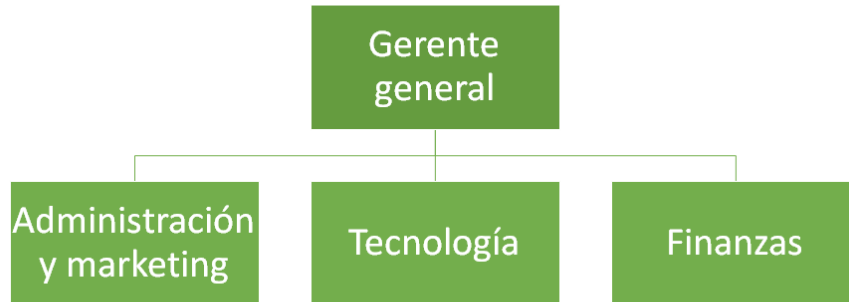 Gerente
general
Administración
y marketing
Tecnología
Finanzas